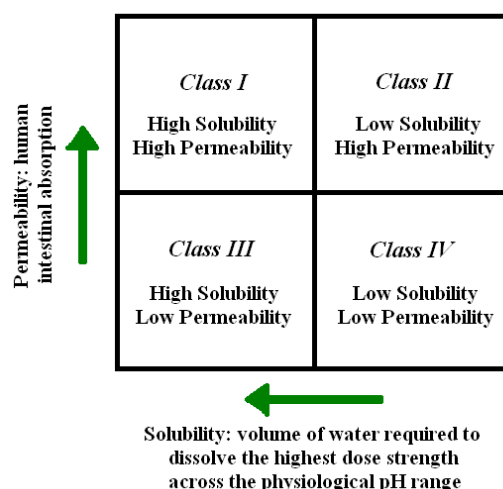 Permeability: human
intestinal absorption
Class I
High Solubility
High Permeability
Class II
Low Solubility
High Permeability
Class III
High Solubility
Low Permeability
Class IV
Low Solubility
Low Permeability
Solubility: volume of water required to
dissolve the highest dose strength
across the physiological pH range